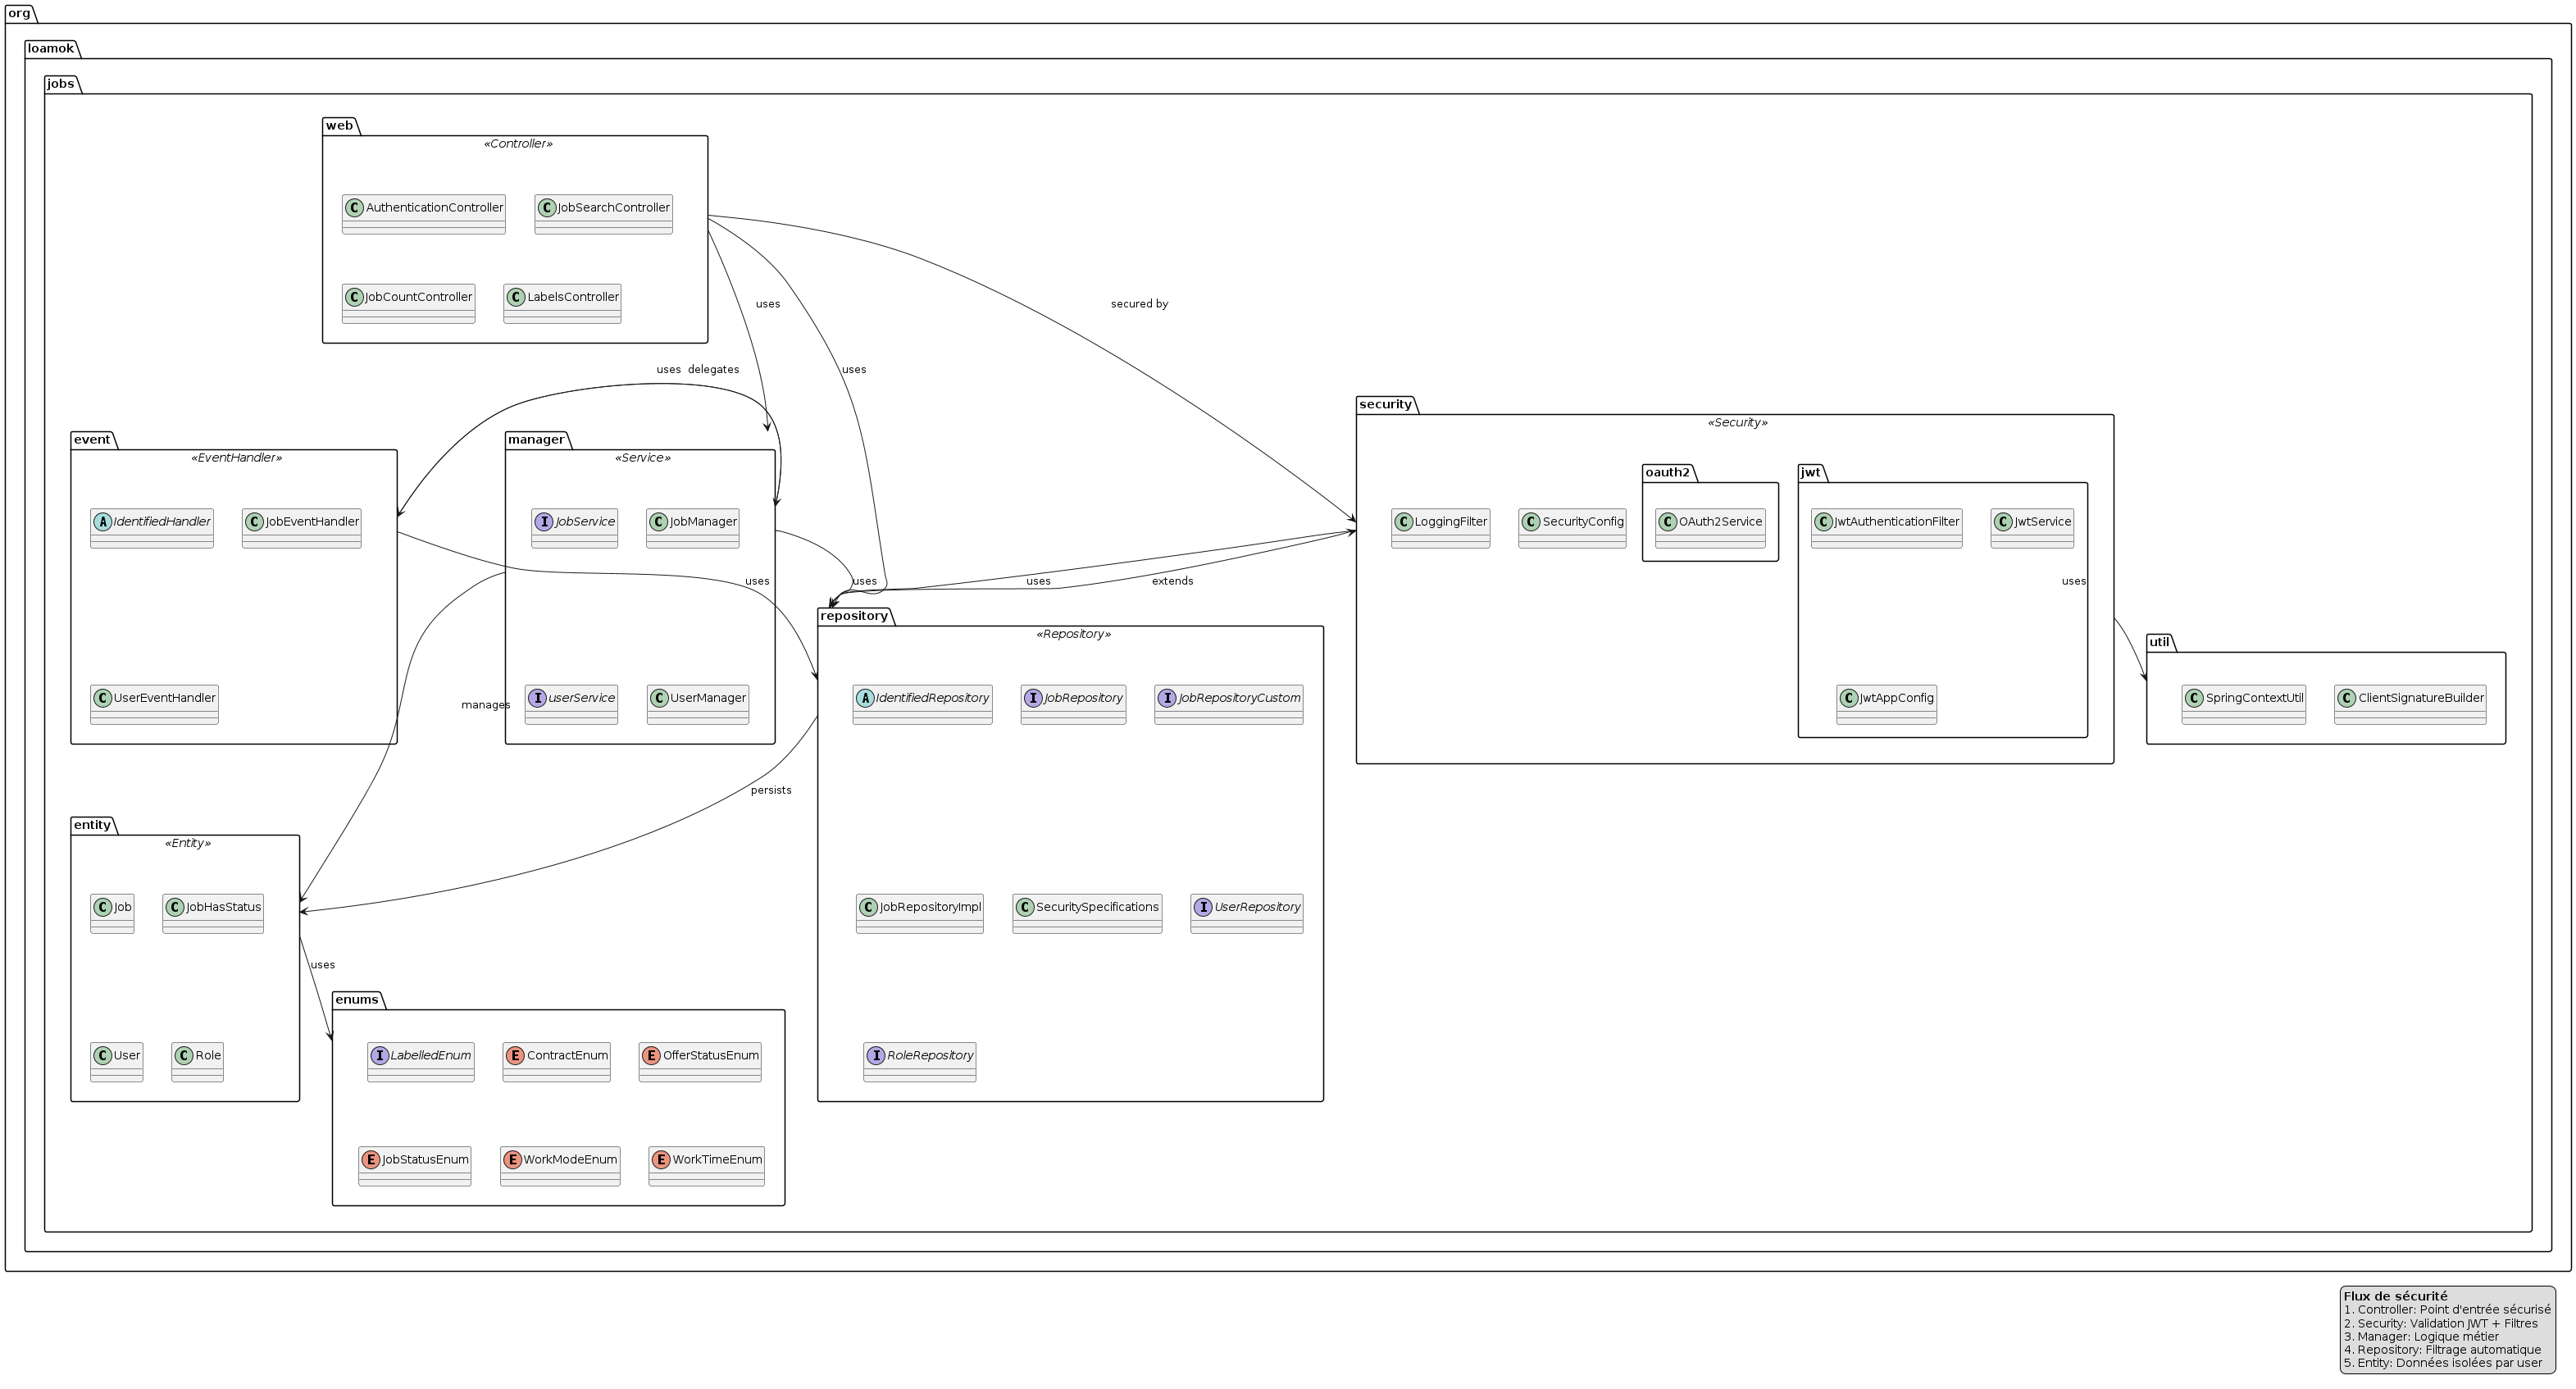 org
loamok
jobs
web
«Controller»
C AuthenticationController
C JobSearchController
C JobCountController
C LabelsController
uses
secured by
uses delegates
uses
security
«Security»
event
«EventHandler»
manager
«Service»
oauth2
jwt
A IdentifiedHandler
C JobEventHandler
I JobService
C JobManager
C LoggingFilter
C SecurityConfig
C OAuth2Service
C JwtAuthenticationFilter
C JwtService
uses
uses
uses
extends
uses
repository
«Repository»
util
C UserEventHandler
manages
I userService
C UserManager
A IdentifiedRepository
I JobRepository
I JobRepositoryCustom
C JwtAppConfig
C SpringContextUtil
C ClientSignatureBuilder
persists
entity
«Entity»
C Job
C JobHasStatus
C JobRepositoryImpl
C SecuritySpecifications
I UserRepository
uses
enums
C User
C Role
I LabelledEnum
E ContractEnum
E OfferStatusEnum
I RoleRepository
E JobStatusEnum
E WorkModeEnum
E WorkTimeEnum
Flux de sécurité
1. Controller: Point d'entrée sécurisé
2. Security: Validation JWT + Filtres
3. Manager: Logique métier
4. Repository: Filtrage automatique
5. Entity: Données isolées par user